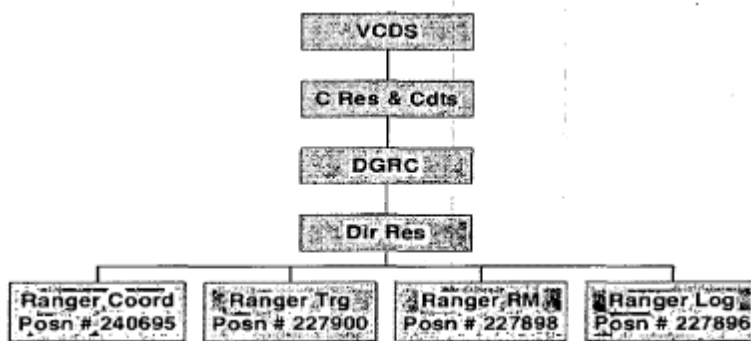 VCDS
C Res & Cdts
DGRC
Dir Res
Ranger Coord
Posn # 240695
Ranger Trg
Posn # 227900
Ranger RM
Posn # 227898
Ranger Log
Posn # 227896